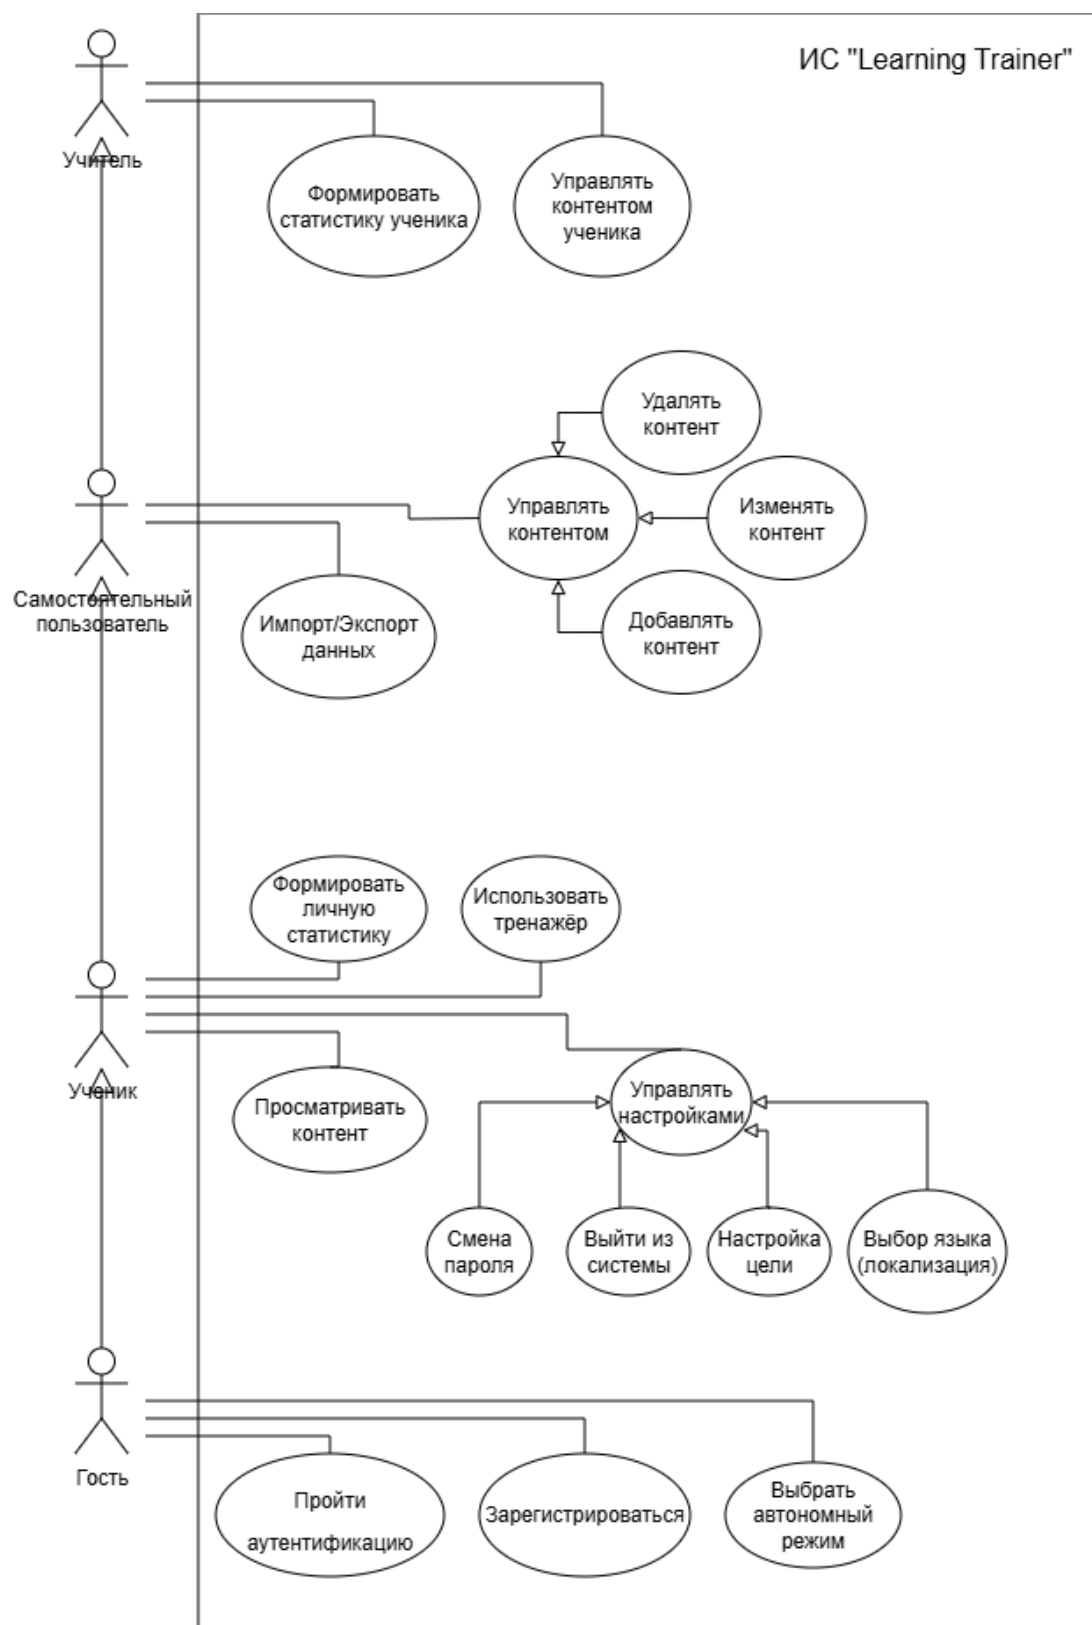 ИС "Learning Trainer"
Учитель
Формировать
статистику ученика
Управлять
контентом
ученика
Удалять
контент
Управлять
контентом
Изменять
контент
Добавлять
контент
Самостоятельный
пользователь
Импорт/Экспорт
данных
Формировать
личную
статистику
Использовать
тренажёр
Ученик
Просматривать
контент
Управлять
настройками
Смена
пароля
Выйти из
системы
Настройка
цели
Выбор языка
(локализация)
Гость
Пройти
аутентификацию
Зарегистрироваться
Выбрать
автономный
режим